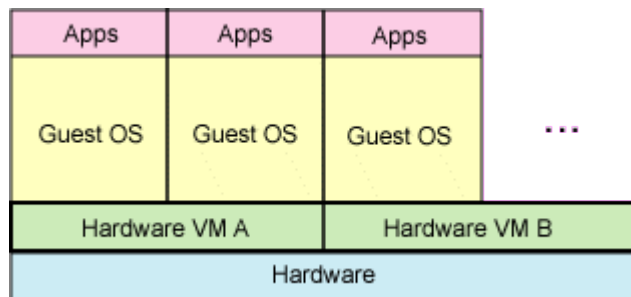 Apps Apps Apps
Guest OS Guest OS Guest OS ...
Hardware VM A Hardware VM B
Hardware